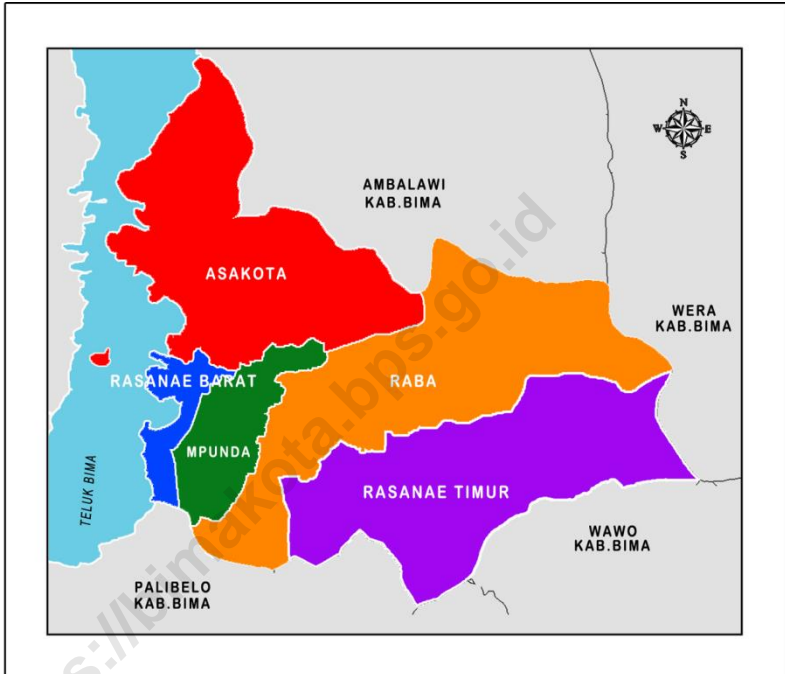 N
W E
S
AMBALAWI
KAB.BIMA
ASAKOTA
WERA
KAB.BIMA
RASANAE BARAT
RABA
MPUNDA
TELUK BIMA
RASANAE TIMUR
WAWO
KAB.BIMA
PALIBELO
KAB.BIMA
s://bimakota.bps.go.id